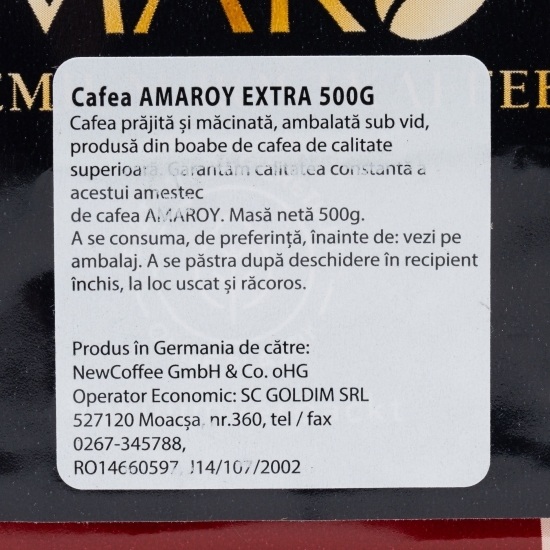 Cafea AMAROY EXTRA 500G
Cafea prăjită și măcinată, ambalată sub vid,
produsă din boabe de cafea de calitate
superioară. Garantăm calitatea constantă a
acestui amestec
de cafea AMAROY. Masă netă 500g.
A se consuma, de preferință, înainte de: vezi pe
ambalaj. A se păstra după deschidere în recipient
închis, la loc uscat și răcoros.
Produs în Germania de către:
NewCoffee GmbH & Co. oHG
Operator Economic: SC GOLDIM SRL
527120 Moacșa, nr.360, tel / fax
0267-345788,
RO14660597, J14/107/2002